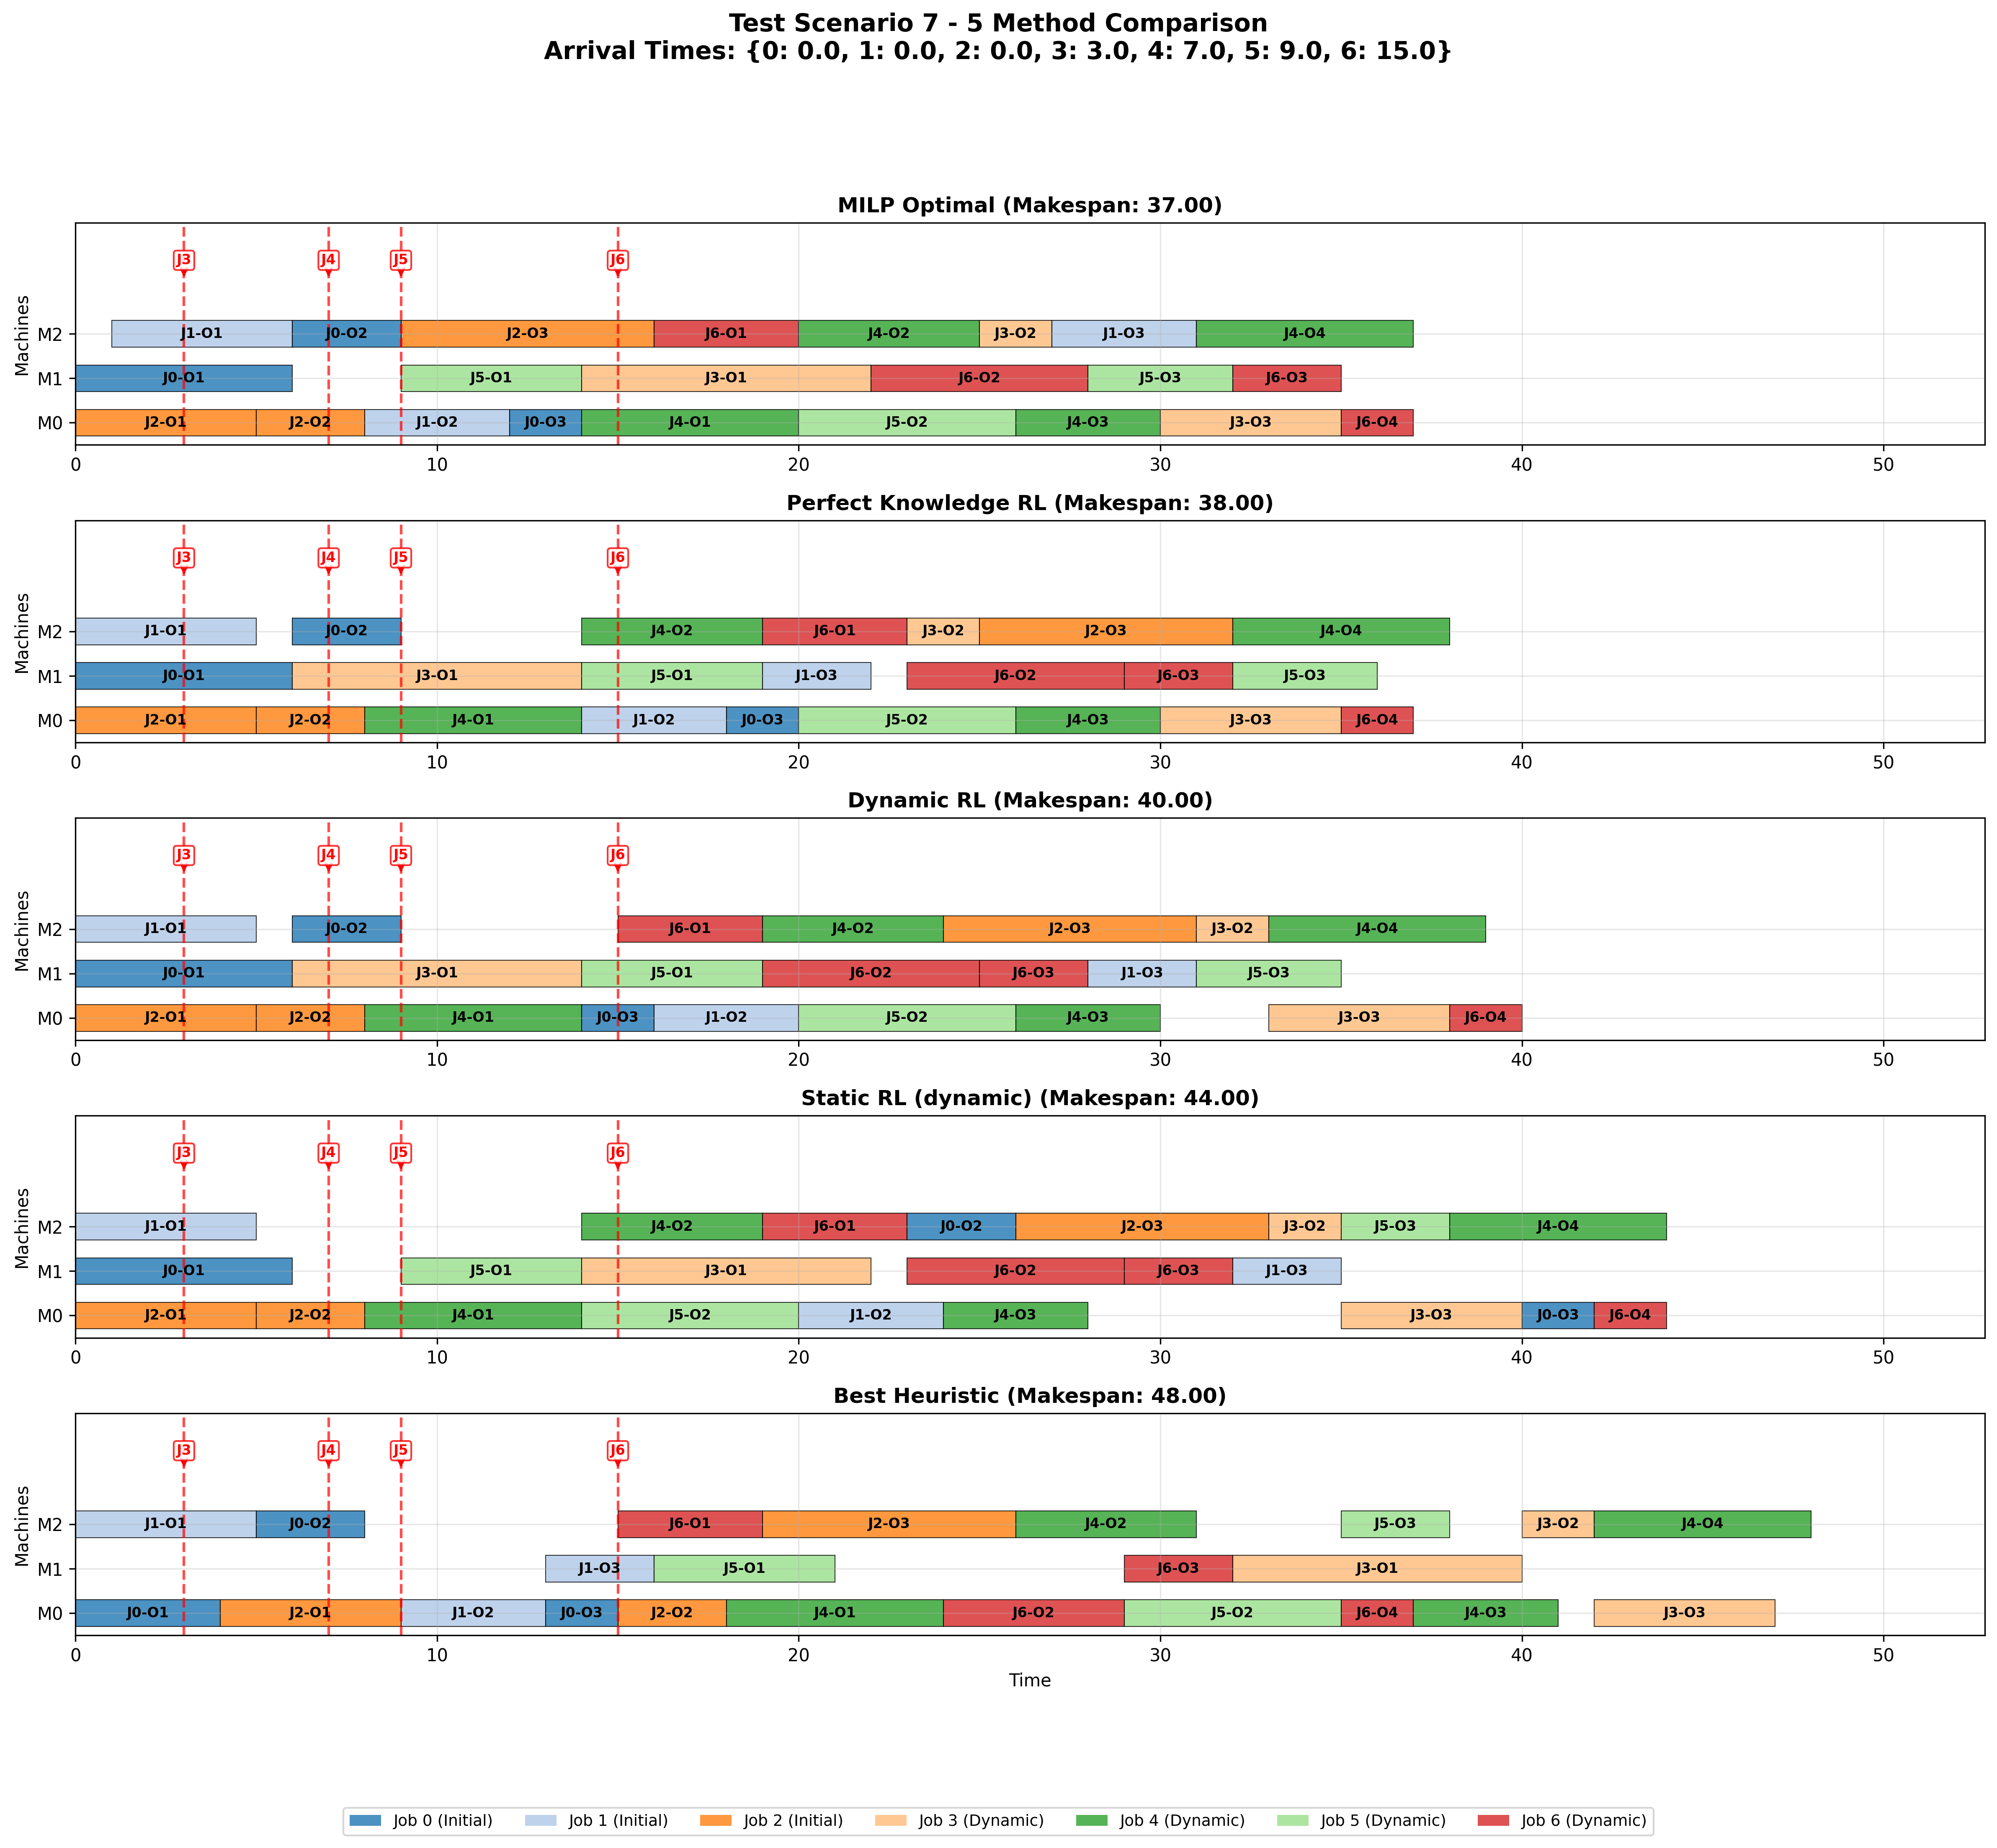 Test Scenario 7 - 5 Method Comparison
Arrival Times: {0: 0.0, 1: 0.0, 2: 0.0, 3: 3.0, 4: 7.0, 5: 9.0, 6: 15.0}
MILP Optimal (Makespan: 37.00)
J3 J4 J5 J6
Machines
M2 J1-O1 J0-O2 J2-O3 J6-O1 J4-O2 J3-O2 J1-O3 J4-O4
M1 J0-O1 J5-O1 J3-O1 J6-O2 J5-O3 J6-O3
M0 J2-O1 J2-O2 J1-O2 J0-O3 J4-O1 J5-O2 J4-O3 J3-O3 J6-O4
0 10 20 30 40 50
Perfect Knowledge RL (Makespan: 38.00)
J3 J4 J5 J6
Machines
M2 J1-O1 J0-O2 J4-O2 J6-O1 J3-O2 J2-O3 J4-O4
M1 J0-O1 J3-O1 J5-O1 J1-O3 J6-O2 J6-O3 J5-O3
M0 J2-O1 J2-O2 J4-O1 J1-O2 J0-O3 J5-O2 J4-O3 J3-O3 J6-O4
0 10 20 30 40 50
Dynamic RL (Makespan: 40.00)
J3 J4 J5 J6
Machines
M2 J1-O1 J0-O2 J6-O1 J4-O2 J2-O3 J3-O2 J4-O4
M1 J0-O1 J3-O1 J5-O1 J6-O2 J6-O3 J1-O3 J5-O3
M0 J2-O1 J2-O2 J4-O1 J0-O3 J1-O2 J5-O2 J4-O3 J3-O3 J6-O4
0 10 20 30 40 50
Static RL (dynamic) (Makespan: 44.00)
J3 J4 J5 J6
Machines
M2 J1-O1 J4-O2 J6-O1 J0-O2 J2-O3 J3-O2 J5-O3 J4-O4
M1 J0-O1 J5-O1 J3-O1 J6-O2 J6-O3 J1-O3
M0 J2-O1 J2-O2 J4-O1 J5-O2 J1-O2 J4-O3 J3-O3 J0-O3 J6-O4
0 10 20 30 40 50
Best Heuristic (Makespan: 48.00)
J3 J4 J5 J6
Machines
M2 J1-O1 J0-O2 J6-O1 J2-O3 J4-O2 J5-O3 J3-O2 J4-O4
M1 J1-O3 J5-O1 J6-O3 J3-O1
M0 J0-O1 J2-O1 J1-O2 J0-O3 J2-O2 J4-O1 J6-O2 J5-O2 J6-O4 J4-O3 J3-O3
0 10 20 30 40 50
Time
Job 0 (Initial) Job 1 (Initial) Job 2 (Initial) Job 3 (Dynamic) Job 4 (Dynamic) Job 5 (Dynamic) Job 6 (Dynamic)